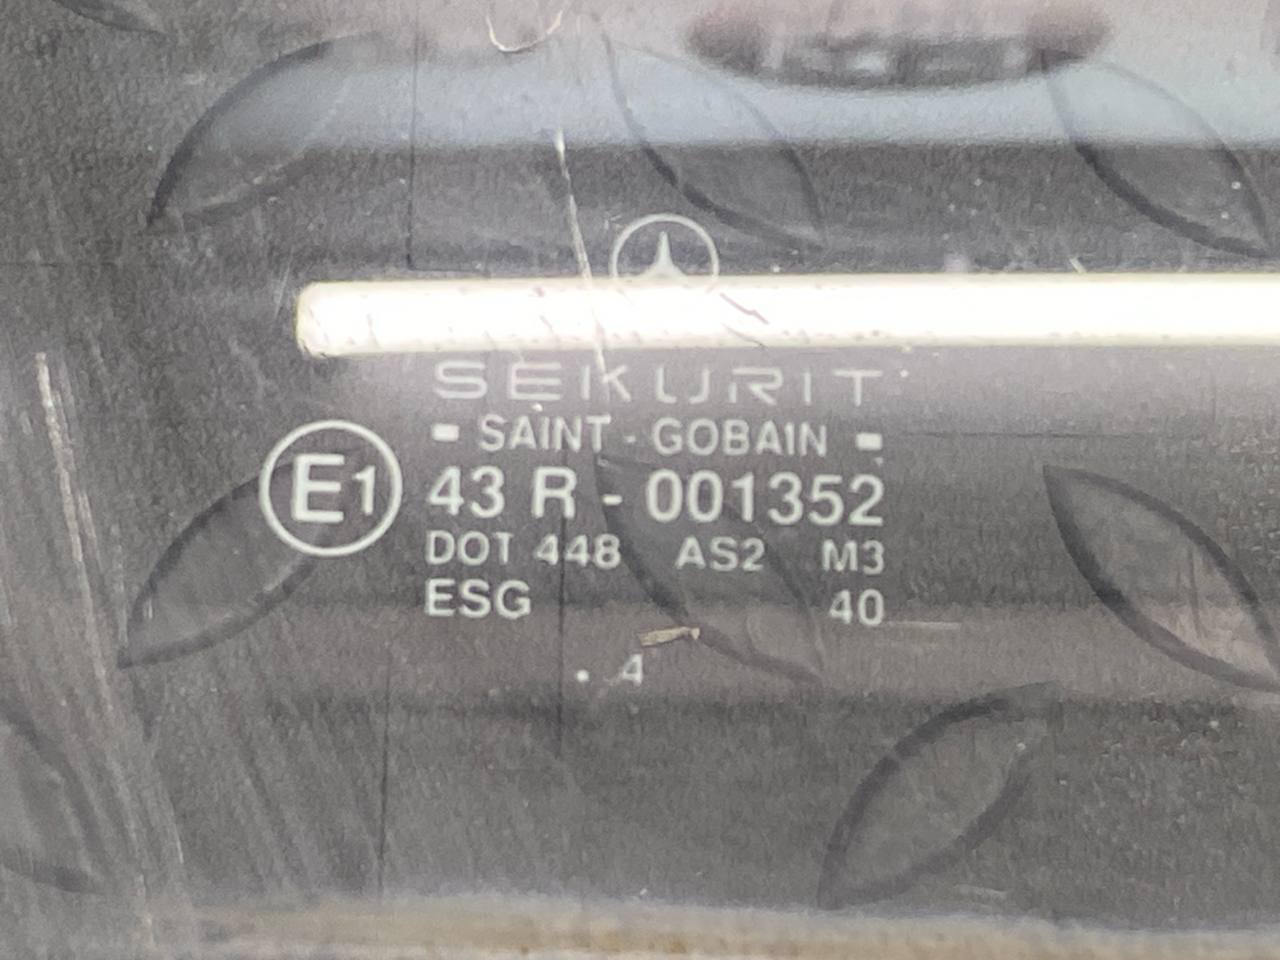 SEKURIT
SAINT - GOBAIN
E1 43 R - 001352
DOT 448 AS2 M3
ESG 40
. 4